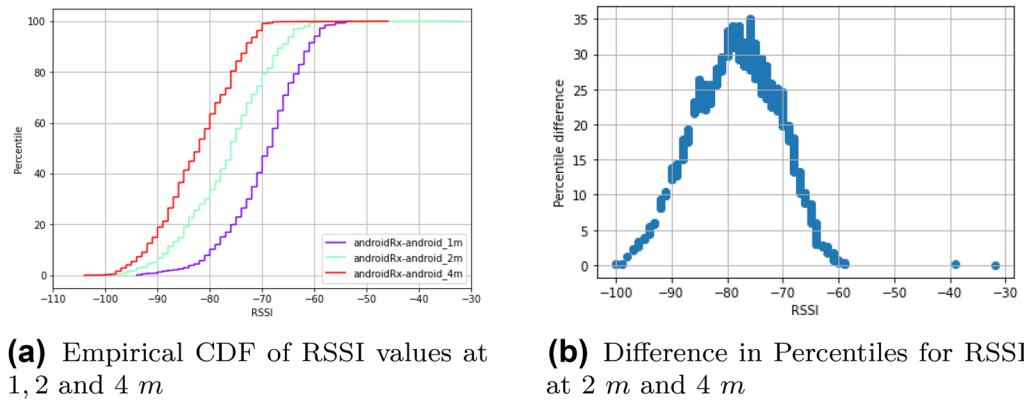 100
80
60
40
20
0
Percentile
androidRx-android_1m
androidRx-android_2m
androidRx-android_4m
−110 −100 −90 −80 −70 −60 −50 −40 −30
RSSI
35
30
25
20
15
10
5
0
Percentile difference
−100 −90 −80 −70 −60 −50 −40 −30
RSSI
(a) Empirical CDF of RSSI values at
1, 2 and 4 m
(b) Difference in Percentiles for RSSI
at 2 m and 4 m